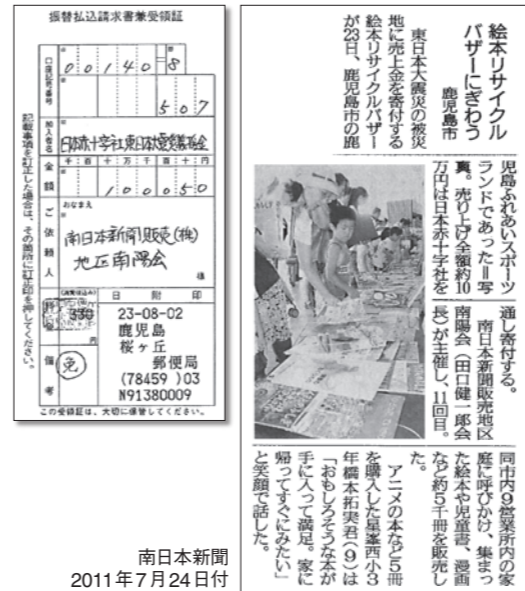 振替払込請求書兼受領証
口座記号番号
00140 8
507
加入者名
日本赤十字社東日本大震災義援金
金額
千百十万千百十円
100050
おなまえ
ご依頼人
南日本新聞販売(株)
地区南陽会
様
料金
330
円
日附印
23-08-02
鹿児島
桜ヶ丘
郵便局
(78459)03
N91380009
備考
免
この受領証は、大切に保管してください。
記載事項を訂正した場合は、その箇所に訂正印を押してください。
絵本リサイクル
バザーにぎわう
鹿児島市
東日本大震災の被災
地に売上金を寄付する
絵本リサイクルバザー
が23日、鹿児島市の鹿
児島ふれあいスポーツ
ランドであった=写
真。売り上げ全額約10
万円は日本赤十字社を
通し寄付する。
南日本新聞販売地区
南陽会(田口健一郎会
長)が主催し、11回目。
同市内9営業所内の家
庭に呼びかけ、集まっ
た絵本や児童書、漫画
など約5千冊を販売し
た。
アニメの本など5冊
を購入した星峯西小3
年橋本拓実君(9)は
「おもしろそうな本が
手に入って満足。家に
帰ってすぐにみたい」
と笑顔で話した。
南日本新聞
2011年7月24日付